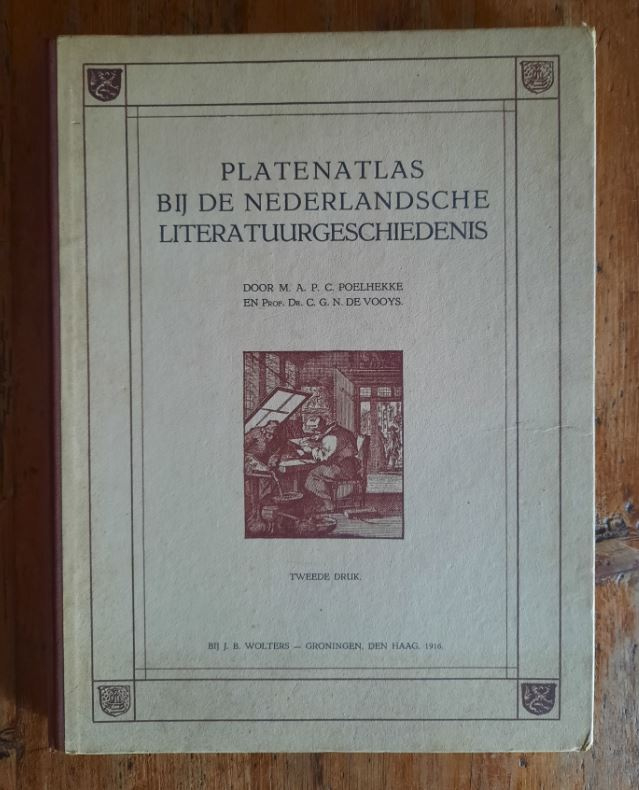 PLATENATLAS
BIJ DE NEDERLANDSCHE
LITERATUURGESCHIEDENIS
DOOR M. A. P. C. POELHEKKE
EN PROF. DR. C. G. N. DE VOOYS.
TWEEDE DRUK.
BIJ J. B. WOLTERS — GRONINGEN, DEN HAAG, 1916.